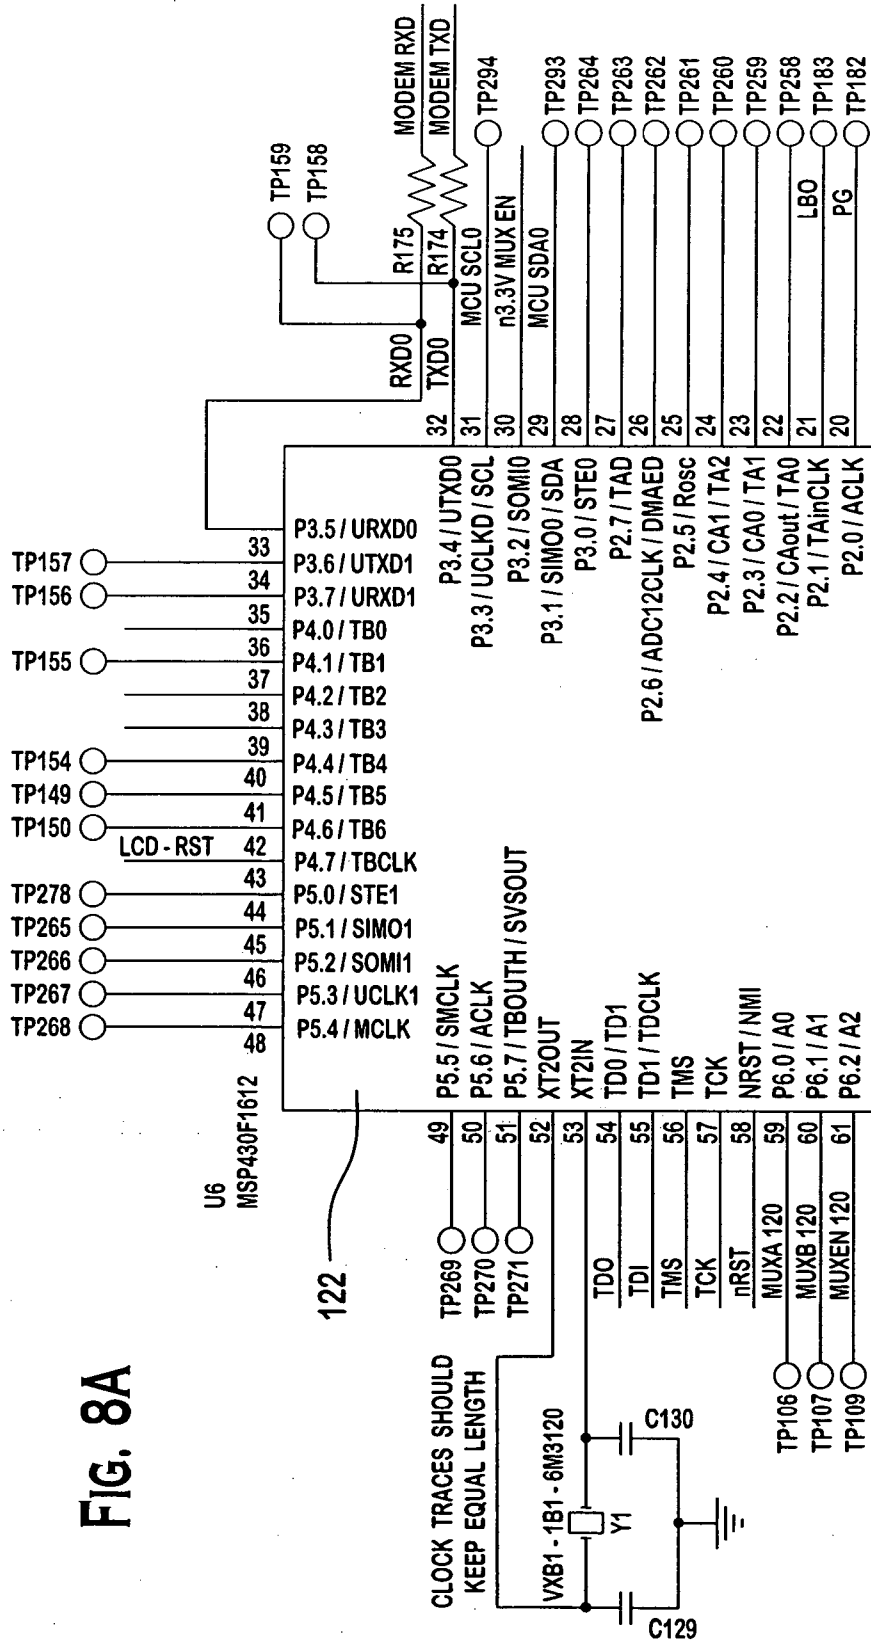 FIG. 8A
TP159
TP158
MODEM RXD
MODEM TXD
R175
R174
RXD0
TXD0
MCU SCL0
TP294
n3.3V MUX EN
MCU SDA0
TP293
TP264
TP263
TP262
TP261
TP260
TP259
TP258
LBO
TP183
PG
TP182
32
31
30
29
28
27
26
25
24
23
22
21
20
P3.4 / UTXD0
P3.3 / UCLKD / SCL
P3.2 / SOMI0
P3.1 / SIMO0 / SDA
P3.0 / STE0
P2.7 / TAD
P2.6 / ADC12CLK / DMAED
P2.5 / Rosc
P2.4 / CA1 / TA2
P2.3 / CA0 / TA1
P2.2 / CAout / TA0
P2.1 / TAinCLK
P2.0 / ACLK
P3.5 / URXD0
33
TP157
P3.6 / UTXD1
34
TP156
P3.7 / URXD1
35
P4.0 / TB0
36
TP155
P4.1 / TB1
37
P4.2 / TB2
38
P4.3 / TB3
39
TP154
P4.4 / TB4
40
TP149
P4.5 / TB5
41
TP150
P4.6 / TB6
LCD - RST
42
P4.7 / TBCLK
43
TP278
P5.0 / STE1
44
TP265
P5.1 / SIMO1
45
TP266
P5.2 / SOMI1
46
TP267
P5.3 / UCLK1
47
TP268
P5.4 / MCLK
48
U6
MSP430F1612
122
P5.5 / SMCLK
P5.6 / ACLK
P5.7 / TBOUTH / SVSOUT
XT2OUT
XT2IN
TD0 / TD1
TD1 / TDCLK
TMS
TCK
NRST / NMI
P6.0 / A0
P6.1 / A1
P6.2 / A2
49
50
51
52
53
54
55
56
57
58
59
60
61
TP269
TP270
TP271
TDO
TDI
TMS
TCK
nRST
MUXA 120
MUXB 120
MUXEN 120
TP106
TP107
TP109
CLOCK TRACES SHOULD
KEEP EQUAL LENGTH
VXB1 - 1B1 - 6M3120
Y1
C130
C129